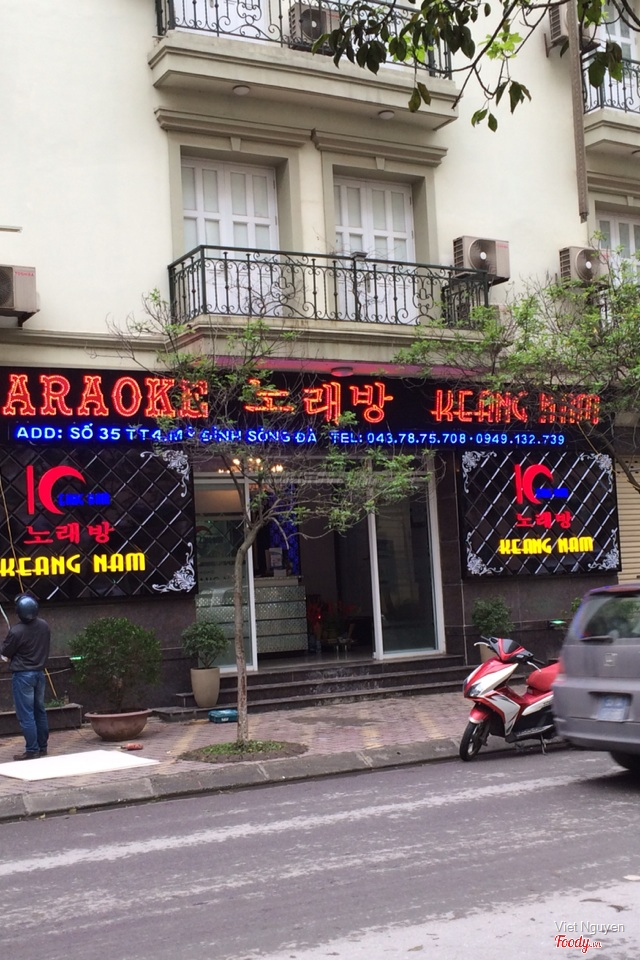 ARAOKE 노래방 KEANG NAM
ADD: SỐ 35 TT4.MỸ ĐÌNH SÔNG ĐÀ - TEL: 043.78.75.708 - 0949.132.739
노래방
KEANG NAM
노래방
KEANG NAM
Viet Nguyen
Foody.vn